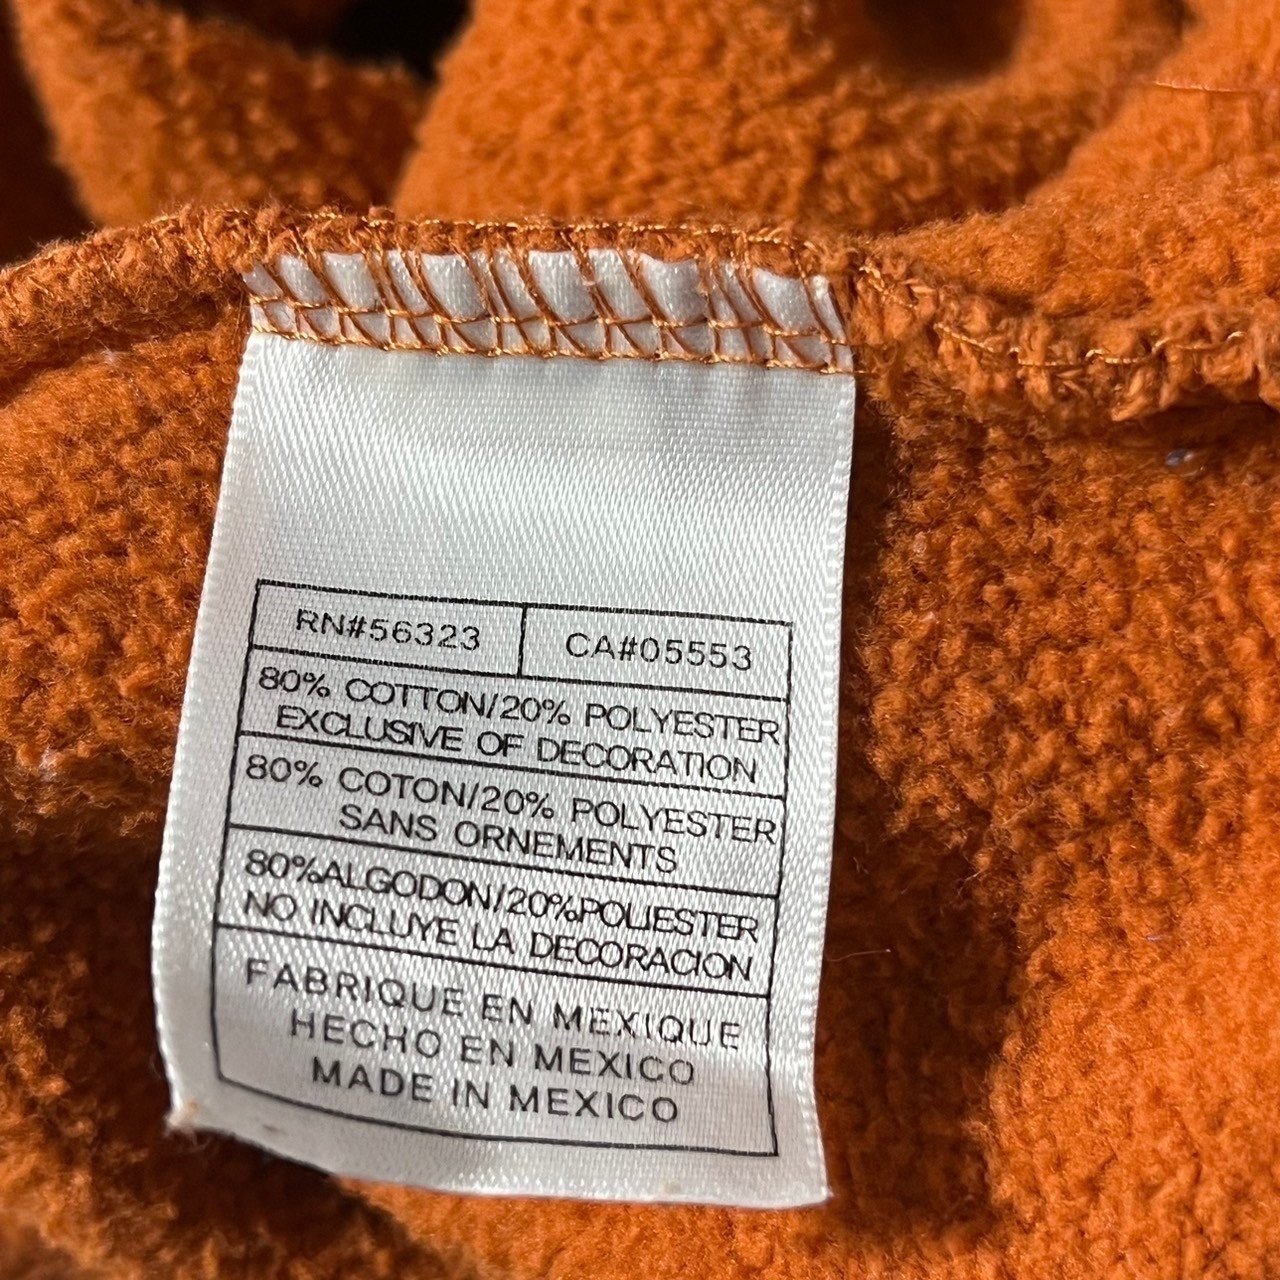 RN#56323 CA#05553
80% COTTON/20% POLYESTER
EXCLUSIVE OF DECORATION
80% COTON/20% POLYESTER
SANS ORNEMENTS
80%ALGODON/20%POLIESTER
NO INCLUYE LA DECORACION
FABRIQUE EN MEXIQUE
HECHO EN MEXICO
MADE IN MEXICO